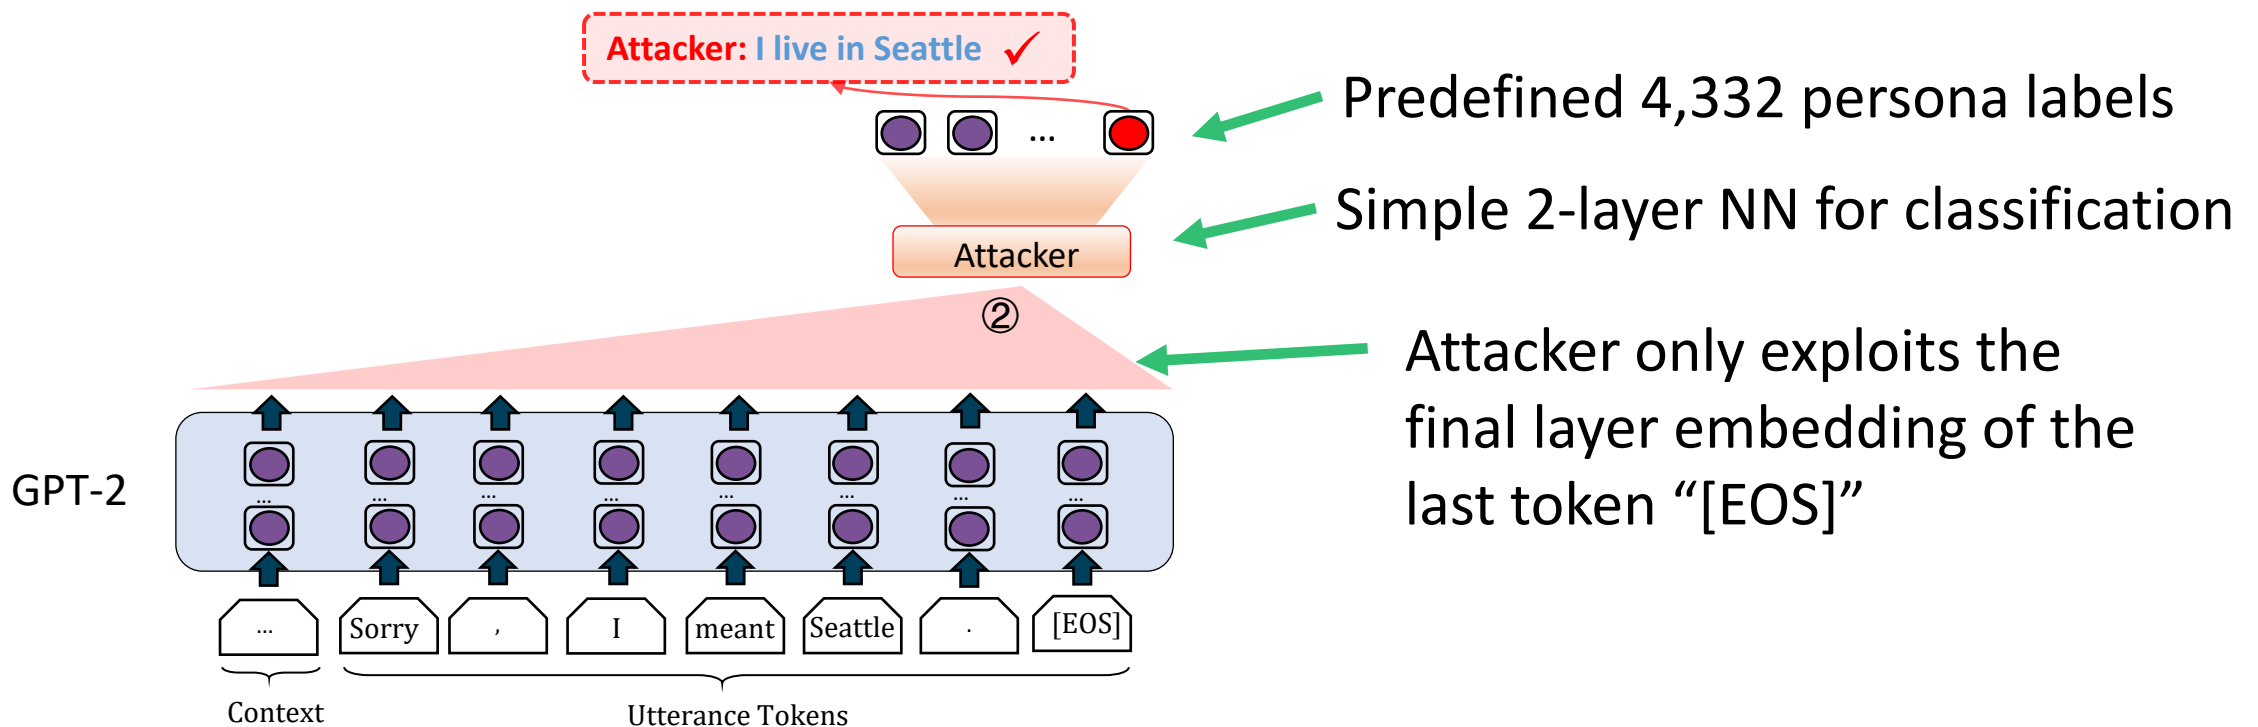 Attacker: I live in Seattle ✓
Predefined 4,332 persona labels
...
Simple 2-layer NN for classification
Attacker
②
Attacker only exploits the
final layer embedding of the
last token “[EOS]”
GPT-2
... ... ... ... ... ... ... ...
... Sorry , I meant Seattle . [EOS]
Context Utterance Tokens